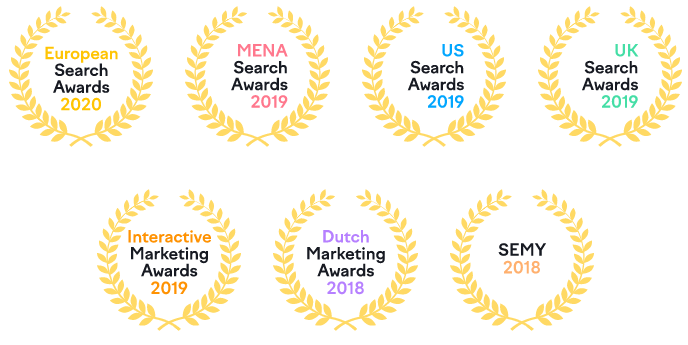 European
Search
Awards
2020
MENA
Search
Awards
2019
US
Search
Awards
2019
UK
Search
Awards
2019
Interactive
Marketing
Awards
2019
Dutch
Marketing
Awards
2018
SEMY
2018